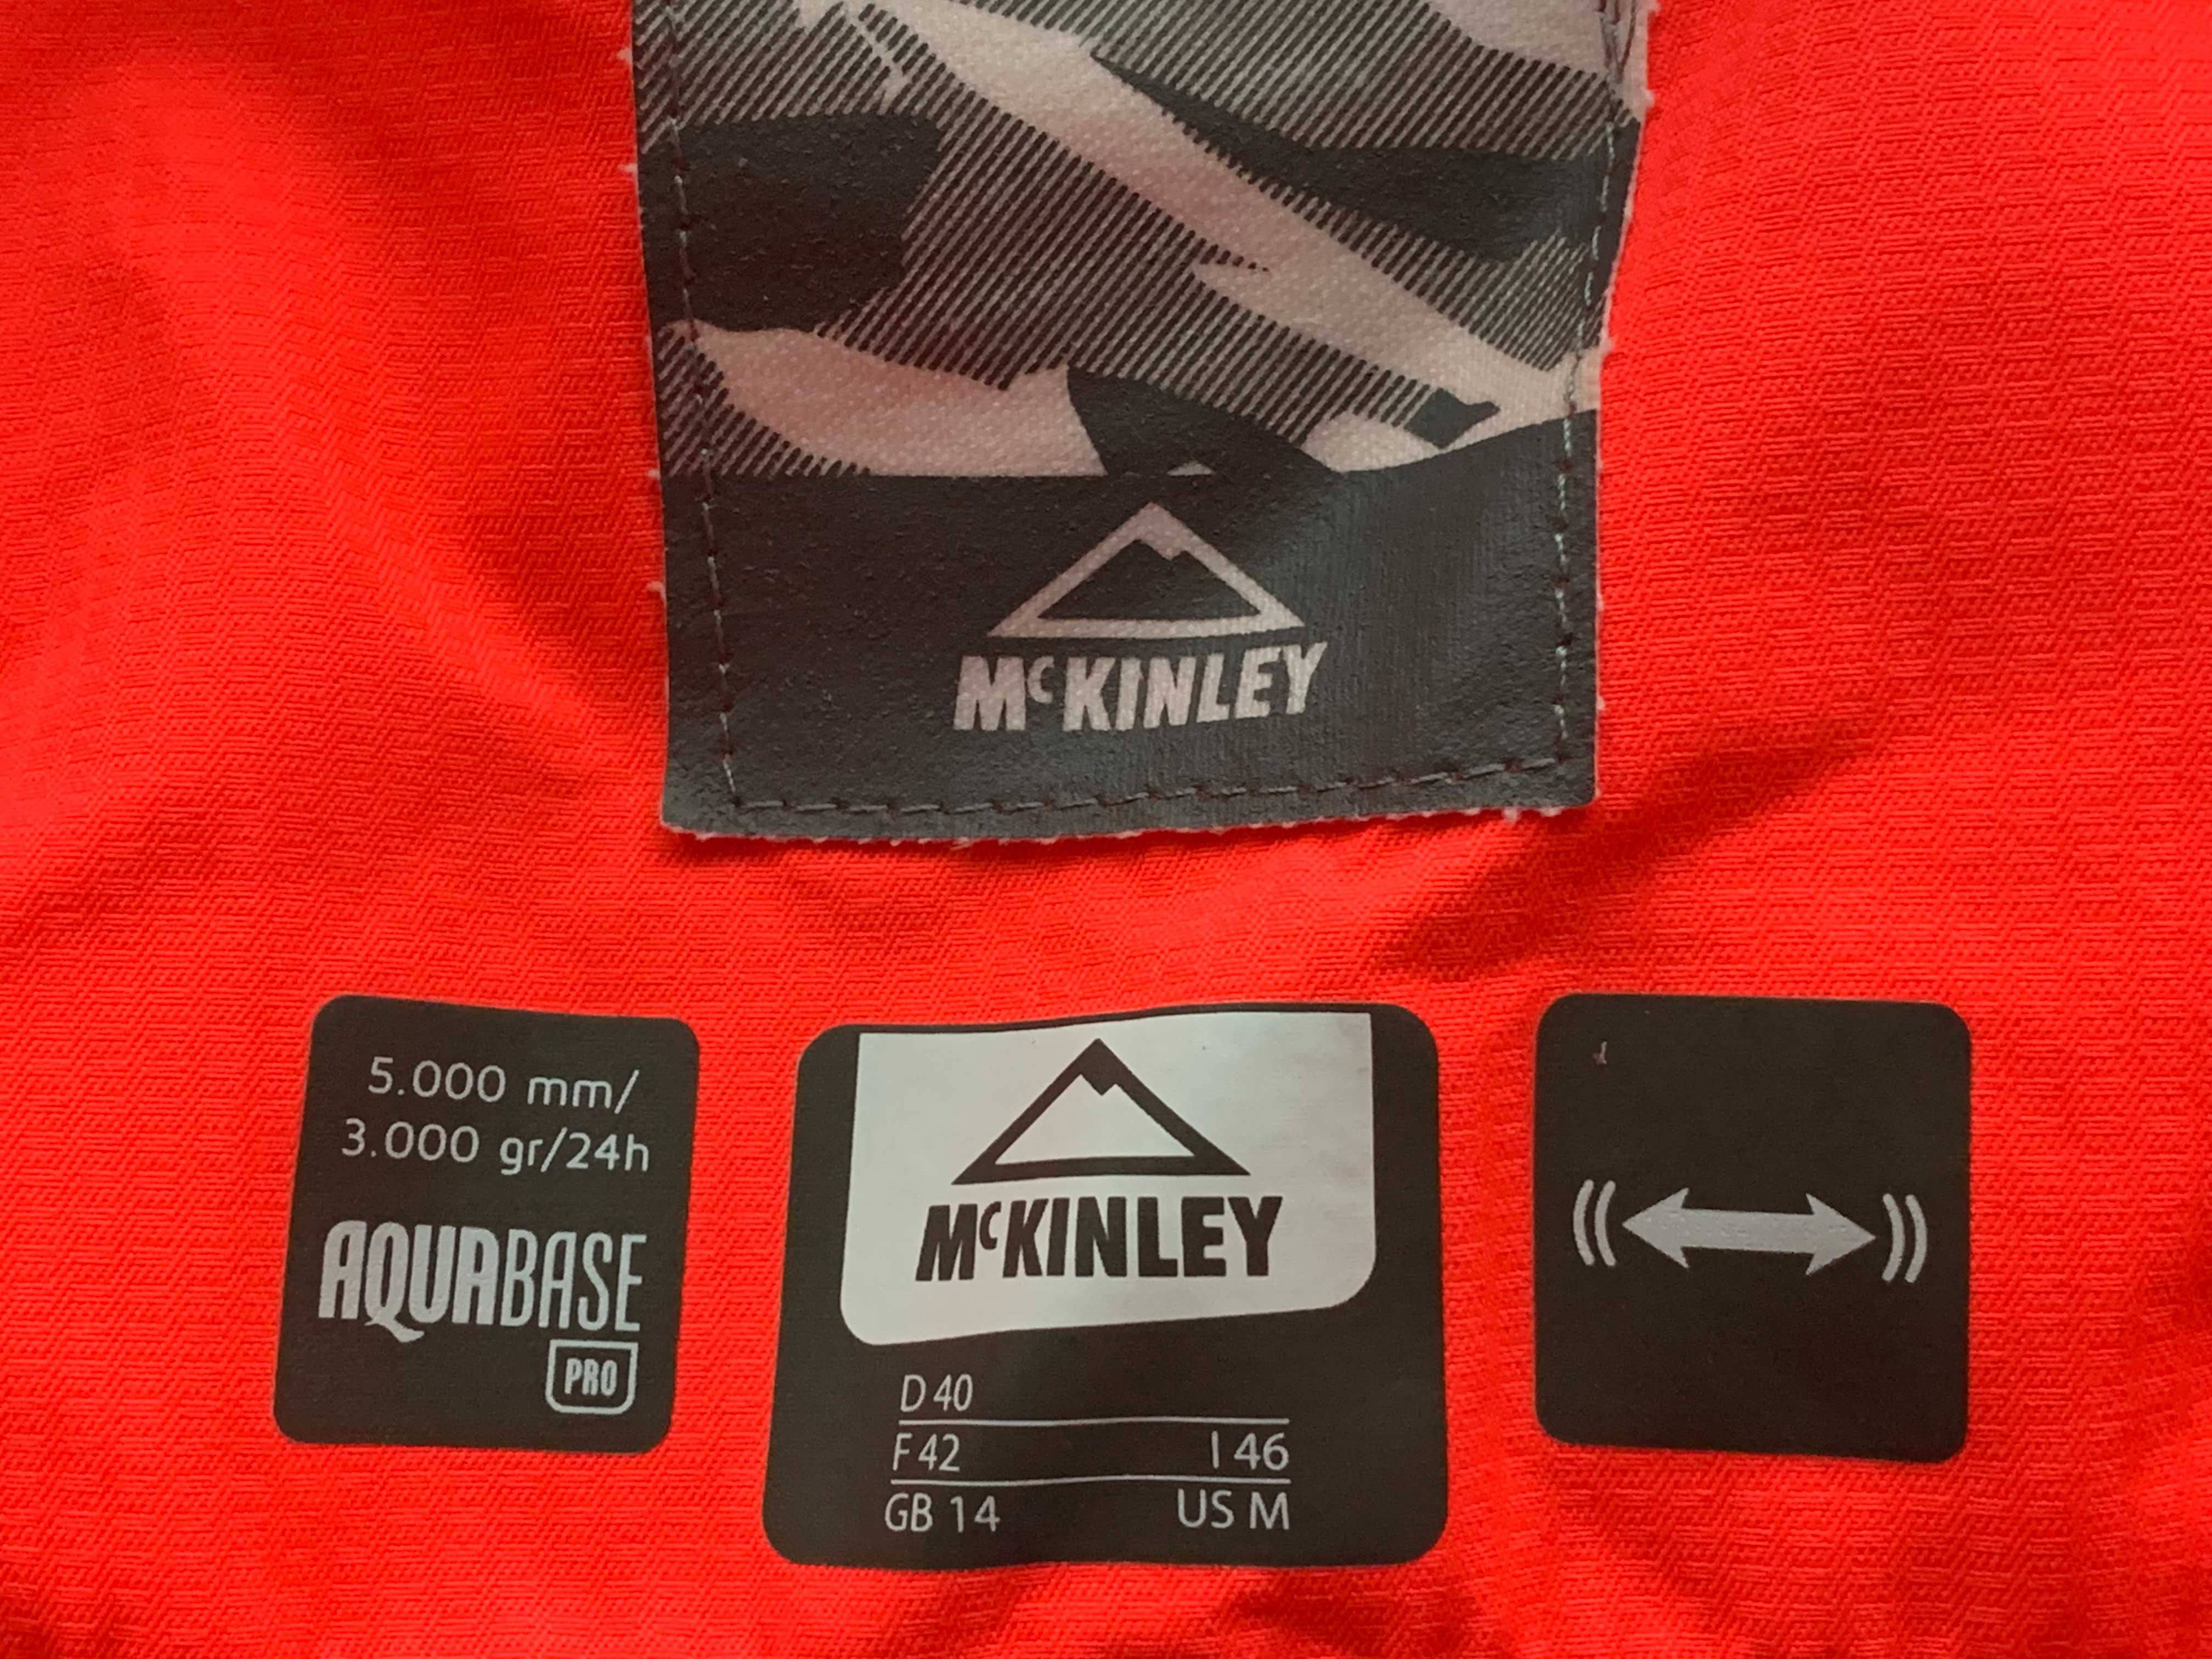 McKINLEY
5.000 mm/
3.000 gr/24h
AQUABASE
PRO
McKINLEY
D 40
F 42 I 46
GB 14 US M